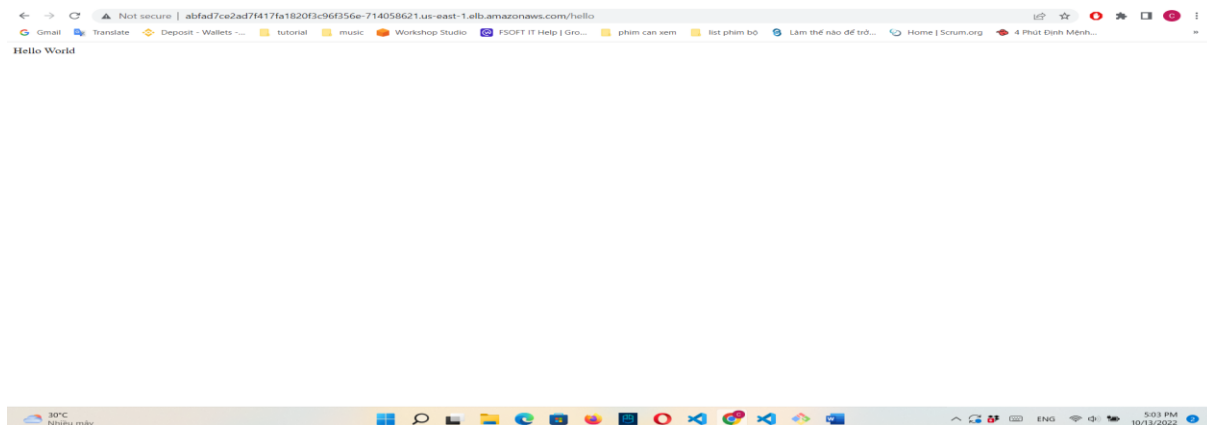 Not secure | abfad7ce2ad7f417fa1820f3c96f356e-714058621.us-east-1.elb.amazonaws.com/hello
Gmail Translate Deposit - Wallets -... tutorial music Workshop Studio FSOFT IT Help | Gro... phim can xem list phim bộ Làm thế nào để trở... Home | Scrum.org 4 Phút Định Mệnh... »
Hello World
30°C
Nhiều mây
ENG
5:03 PM
10/13/2022